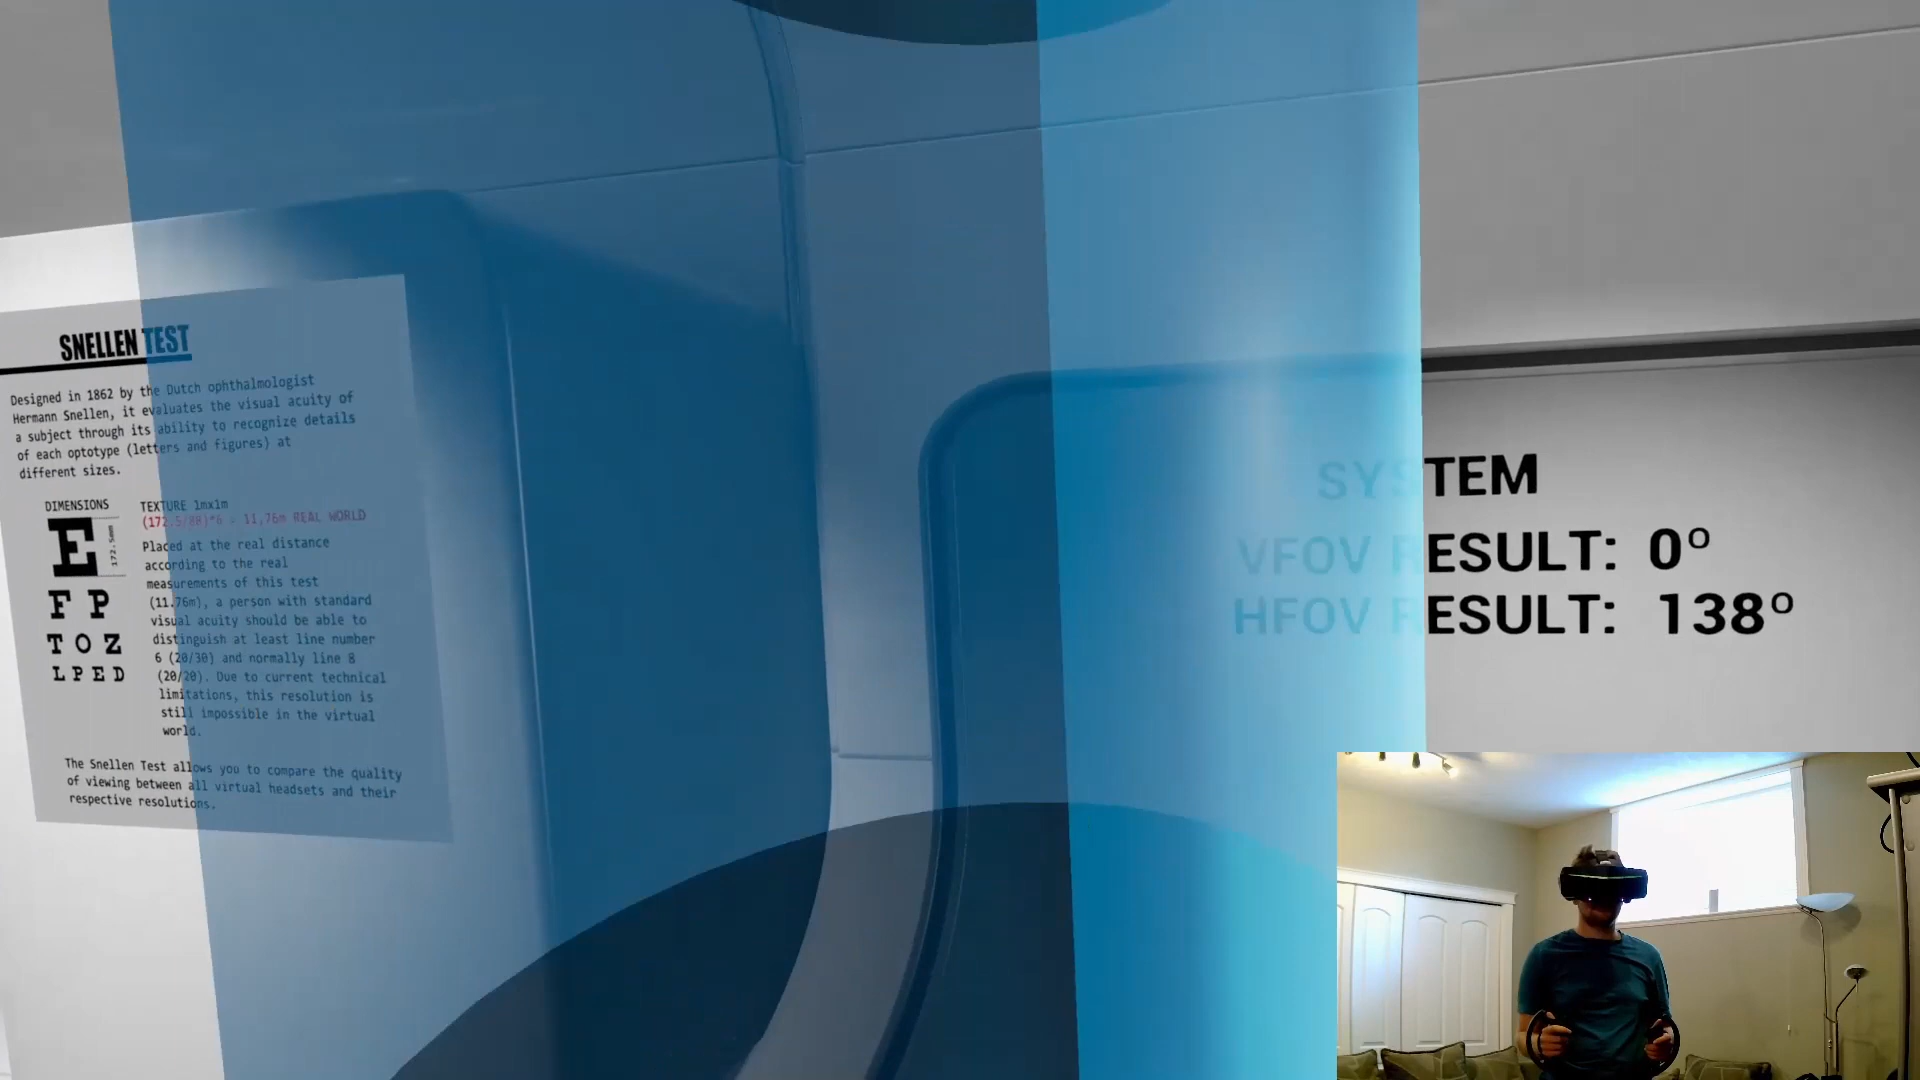 SNELLEN TEST
Designed in 1862 by the Dutch ophthalmologist
Hermann Snellen, it evaluates the visual acuity of
a subject through its ability to recognize details
of each optotype (letters and figures) at
different sizes.
DIMENSIONS
E
172.5mm
F P
T O Z
L P E D
TEXTURE 1mx1m
(172.5/88)*6 = 11,76m REAL WORLD
Placed at the real distance
according to the real
measurements of this test
(11.76m), a person with standard
visual acuity should be able to
distinguish at least line number
6 (20/30) and normally line 8
(20/20). Due to current technical
limitations, this resolution is
still impossible in the virtual
world.
The Snellen Test allows you to compare the quality
of viewing between all virtual headsets and their
respective resolutions.
SYSTEM
VFOV RESULT: 0º
HFOV RESULT: 138º